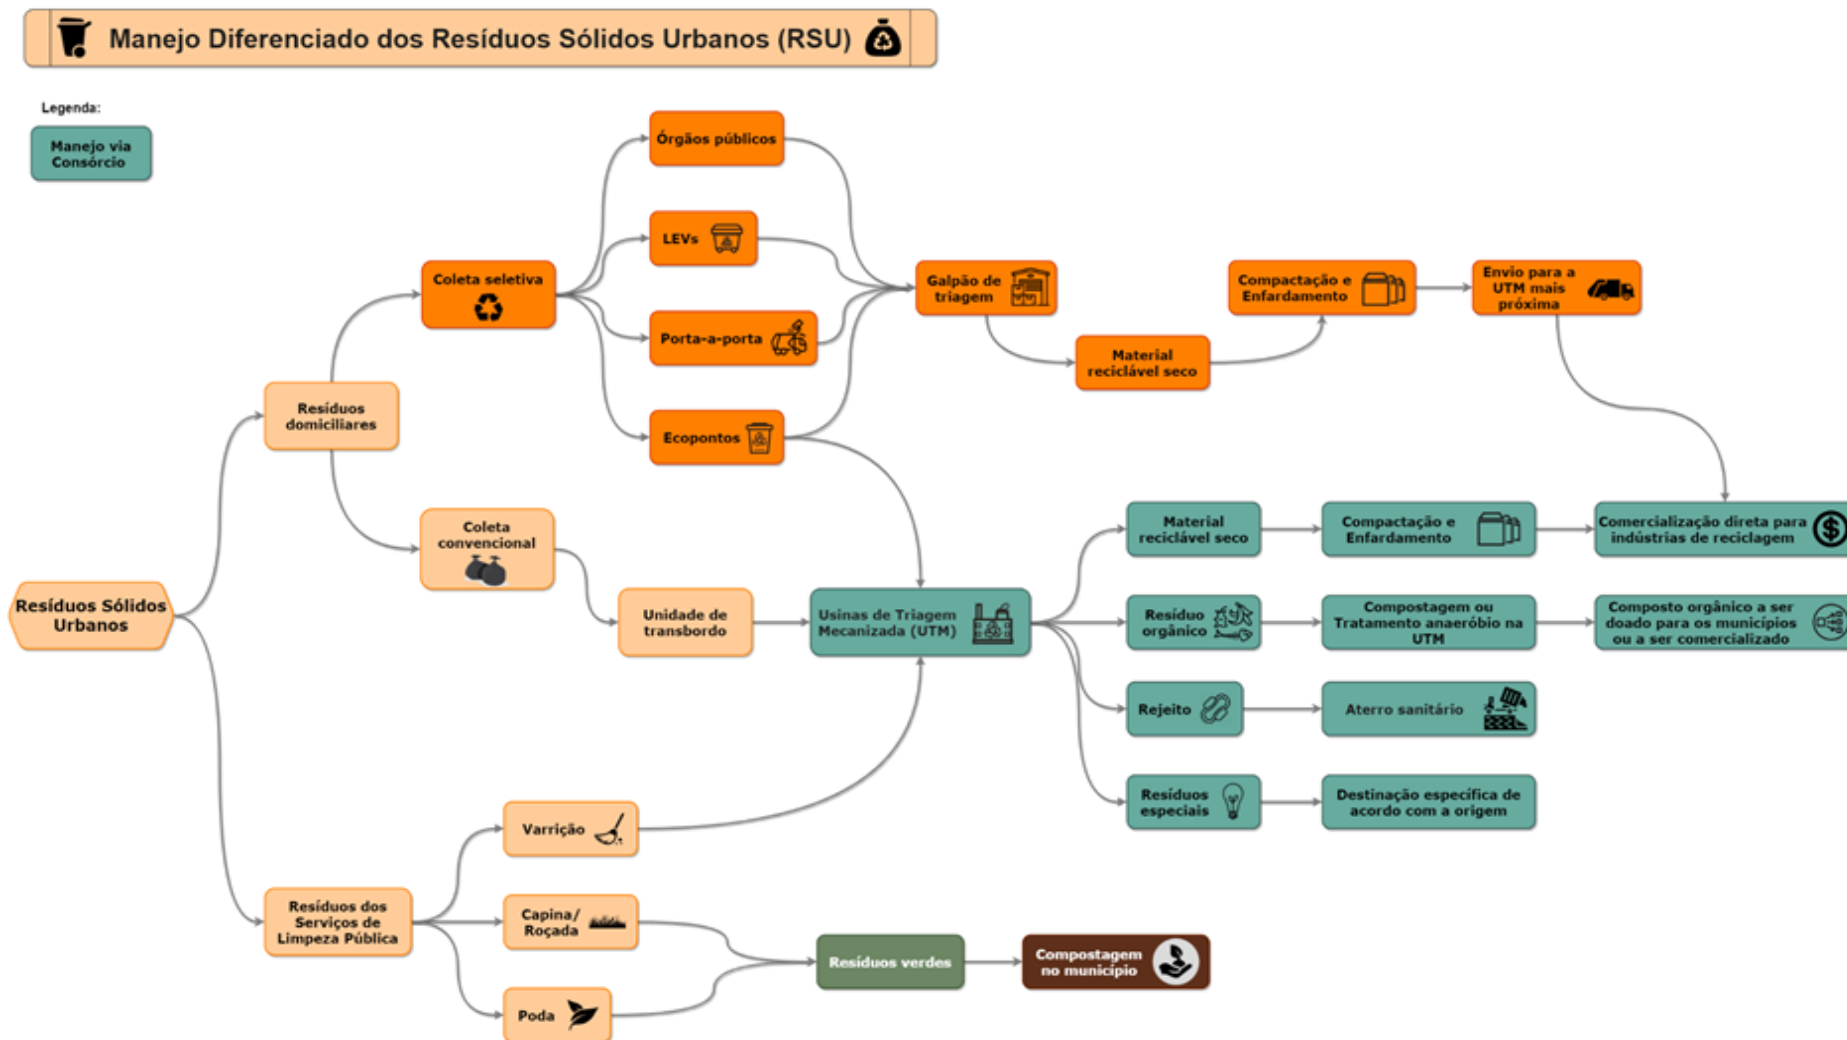 Manejo Diferenciado dos Resíduos Sólidos Urbanos (RSU)
Legenda:
Manejo via
Consórcio
Órgãos públicos
LEVs
Coleta seletiva
Porta-a-porta
Ecopontos
Galpão de
triagem
Material
reciclável seco
Compactação e
Enfardamento
Envio para a
UTM mais
próxima
Resíduos
domiciliares
Coleta
convencional
Resíduos Sólidos
Urbanos
Unidade de
transbordo
Usinas de Triagem
Mecanizada (UTM)
Material
reciclável seco
Compactação e
Enfardamento
Comercialização direta para
indústrias de reciclagem
$
Resíduo
orgânico
Compostagem ou
Tratamento anaeróbio na
UTM
Composto orgânico a ser
doado para os municípios
ou a ser comercializado
Rejeito
Aterro sanitário
Resíduos
especiais
Destinação específica de
acordo com a origem
Varrição
Resíduos dos
Serviços de
Limpeza Pública
Capina/
Roçada
Poda
Resíduos verdes
Compostagem
no município